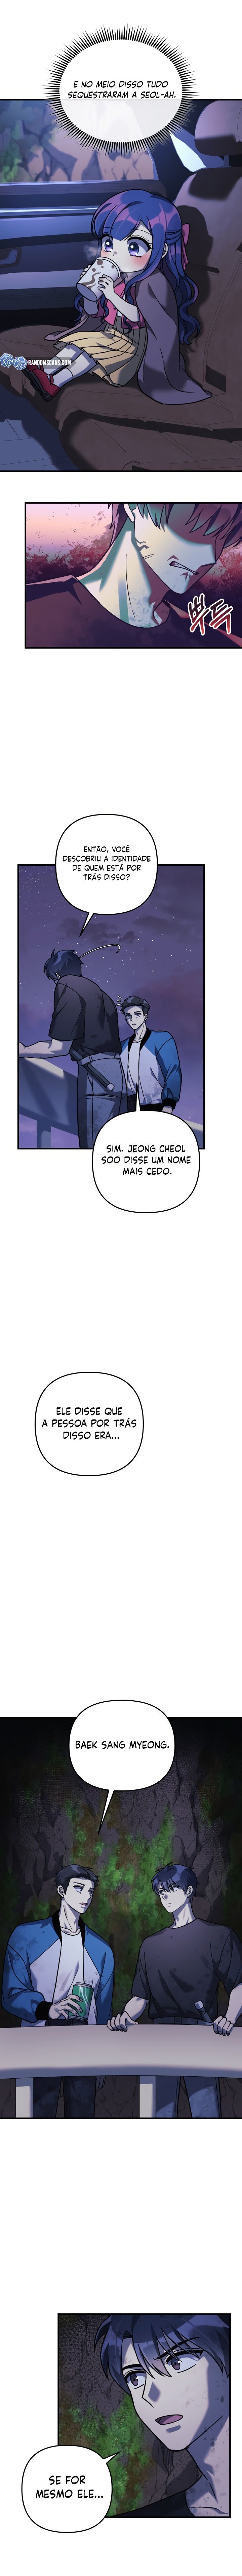 E NO MEIO DISSO TUDO
SEQUESTRARAM A SEOL-AH.
RANDOMSCANS.COM
뿌득
ENTÃO, VOCÊ
DESCOBRIU A IDENTIDADE
DE QUEM ESTÁ POR
TRÁS DISSO?
SIM. JEONG CHEOL
SOO DISSE UM NOME
MAIS CEDO.
ELE DISSE QUE
A PESSOA POR TRÁS
DISSO ERA...
BAEK SANG MYEONG.
SE FOR
MESMO ELE...